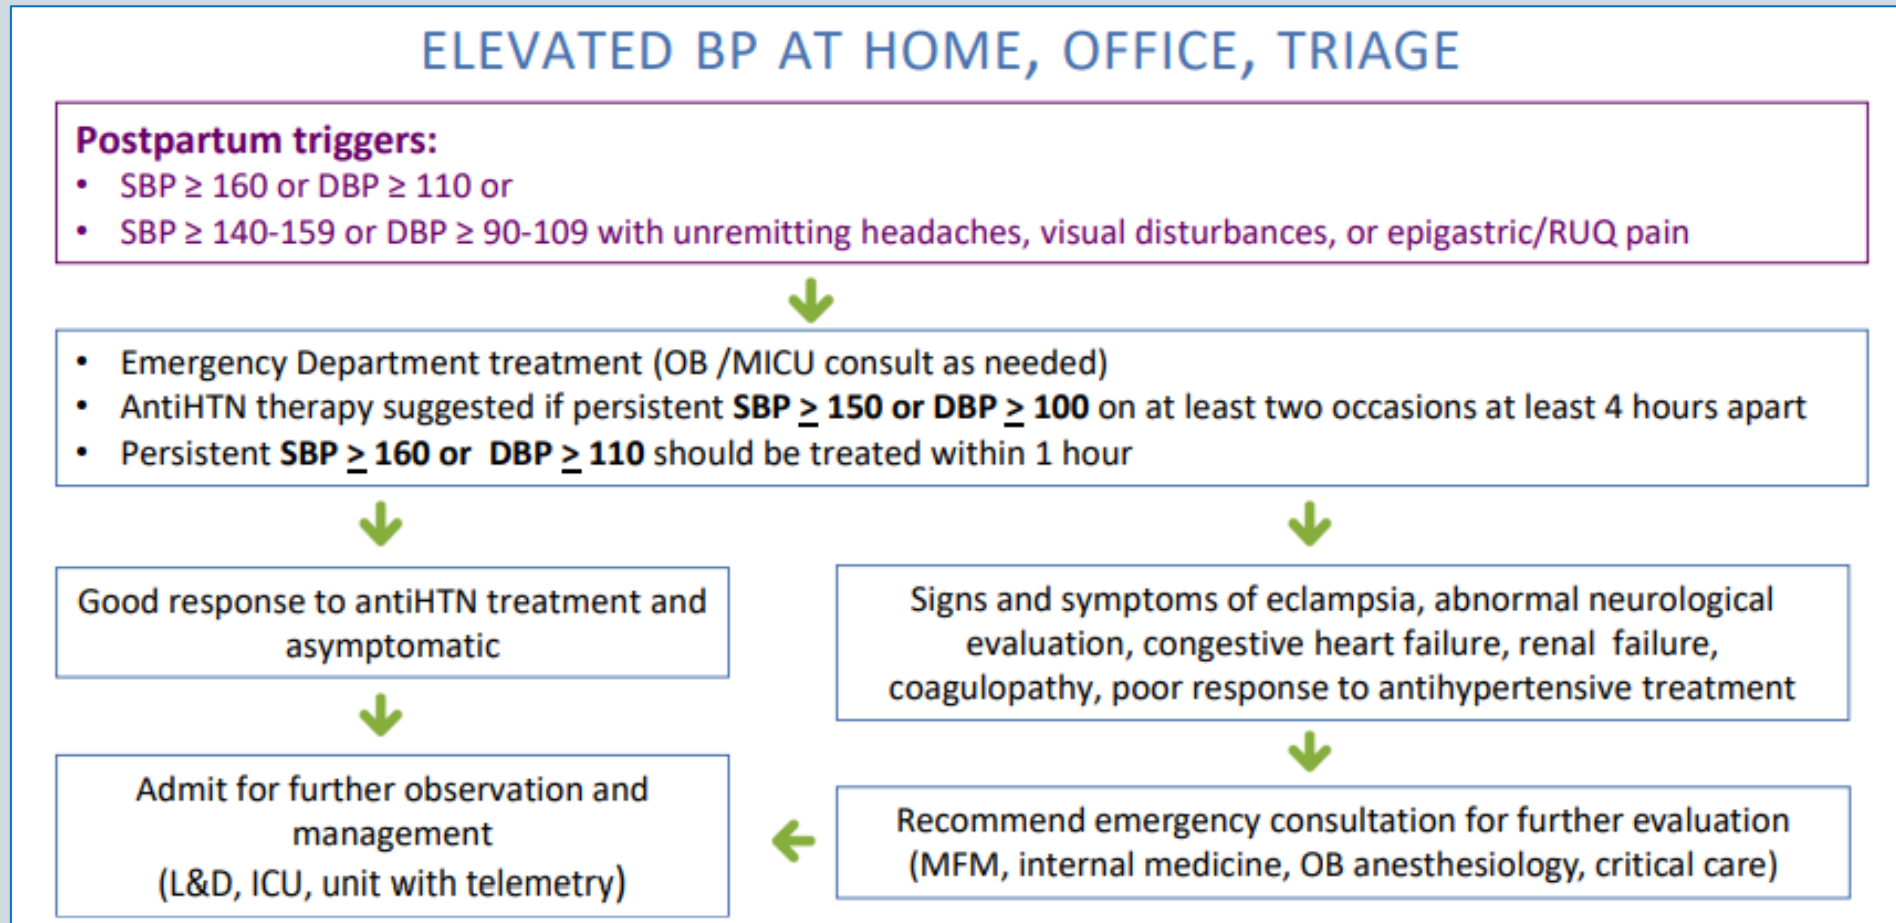 ELEVATED BP AT HOME, OFFICE, TRIAGE
Postpartum triggers:
• SBP ≥ 160 or DBP ≥ 110 or
• SBP ≥ 140-159 or DBP ≥ 90-109 with unremitting headaches, visual disturbances, or epigastric/RUQ pain
• Emergency Department treatment (OB /MICU consult as needed)
• AntiHTN therapy suggested if persistent SBP ≥ 150 or DBP ≥ 100 on at least two occasions at least 4 hours apart
• Persistent SBP ≥ 160 or DBP ≥ 110 should be treated within 1 hour
Good response to antiHTN treatment and
asymptomatic
Signs and symptoms of eclampsia, abnormal neurological
evaluation, congestive heart failure, renal failure,
coagulopathy, poor response to antihypertensive treatment
Admit for further observation and
management
(L&D, ICU, unit with telemetry)
Recommend emergency consultation for further evaluation
(MFM, internal medicine, OB anesthesiology, critical care)